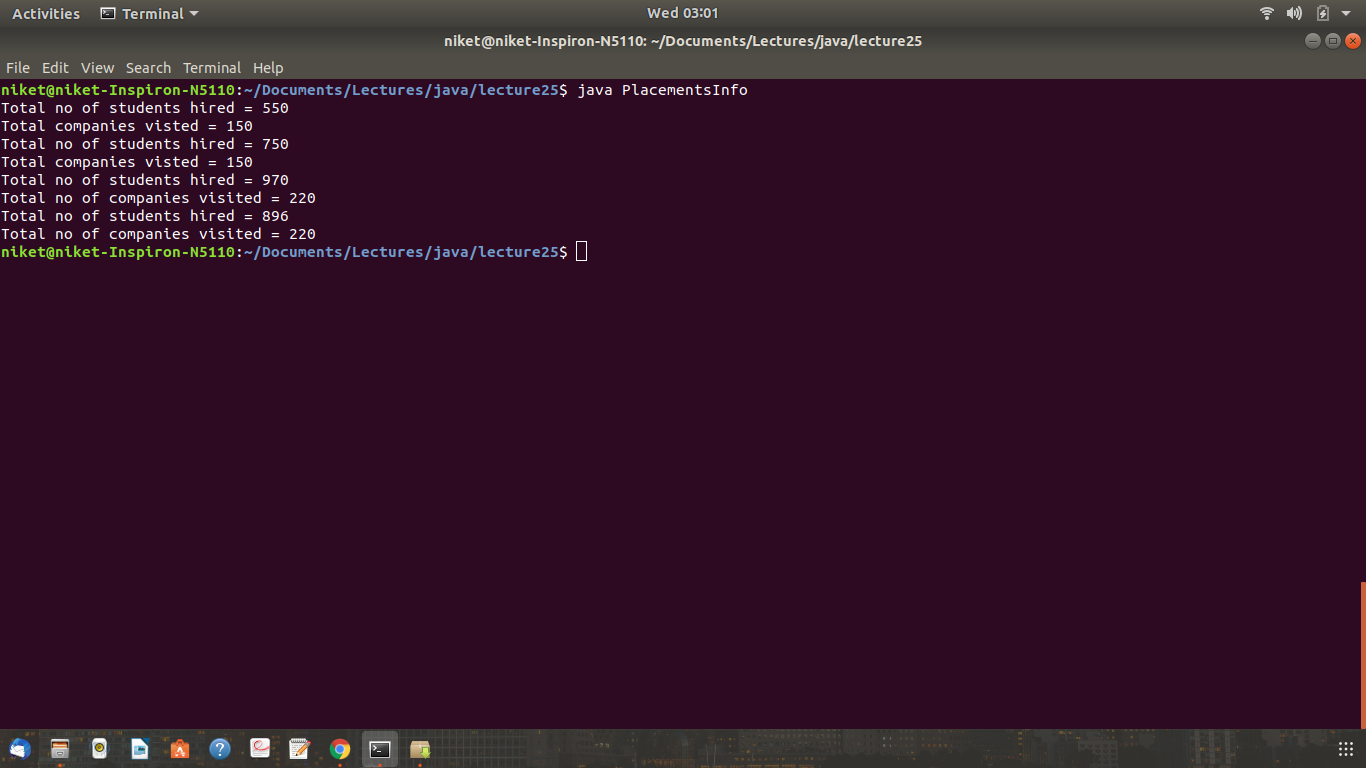 Activities Terminal Wed 03:01
niket@niket-Inspiron-N5110: ~/Documents/Lectures/java/lecture25
File Edit View Search Terminal Help
niket@niket-Inspiron-N5110:~/Documents/Lectures/java/lecture25$ java PlacementsInfo
Total no of students hired = 550
Total companies visted = 150
Total no of students hired = 750
Total companies visted = 150
Total no of students hired = 970
Total no of companies visited = 220
Total no of students hired = 896
Total no of companies visited = 220
niket@niket-Inspiron-N5110:~/Documents/Lectures/java/lecture25$